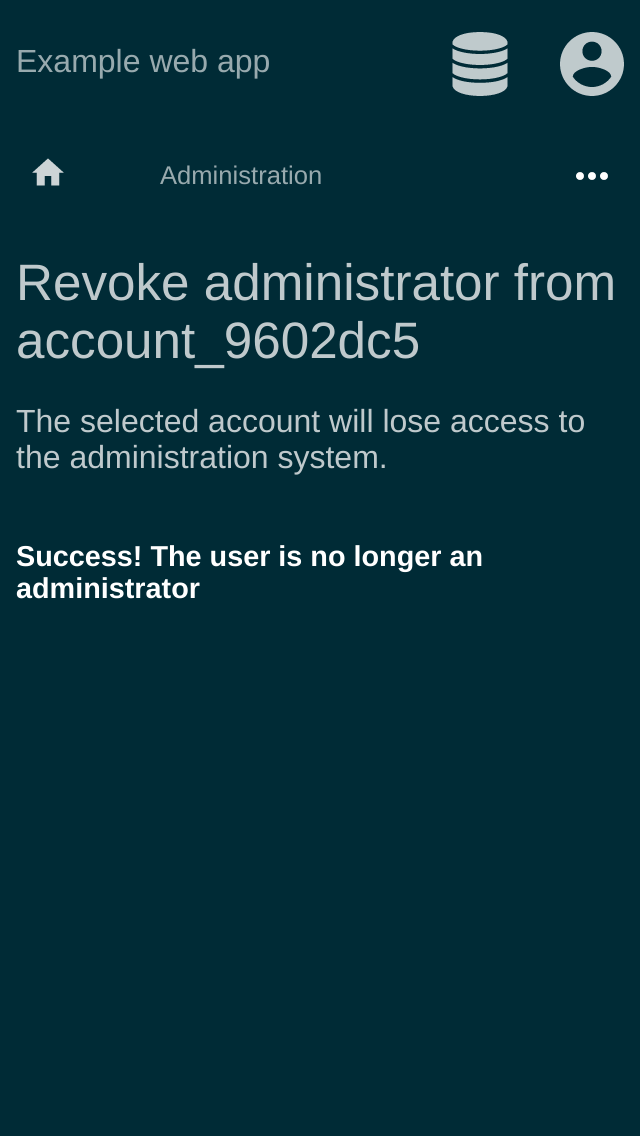 Example web app
Administration
Revoke administrator from
account_9602dc5
The selected account will lose access to
the administration system.
Success! The user is no longer an
administrator